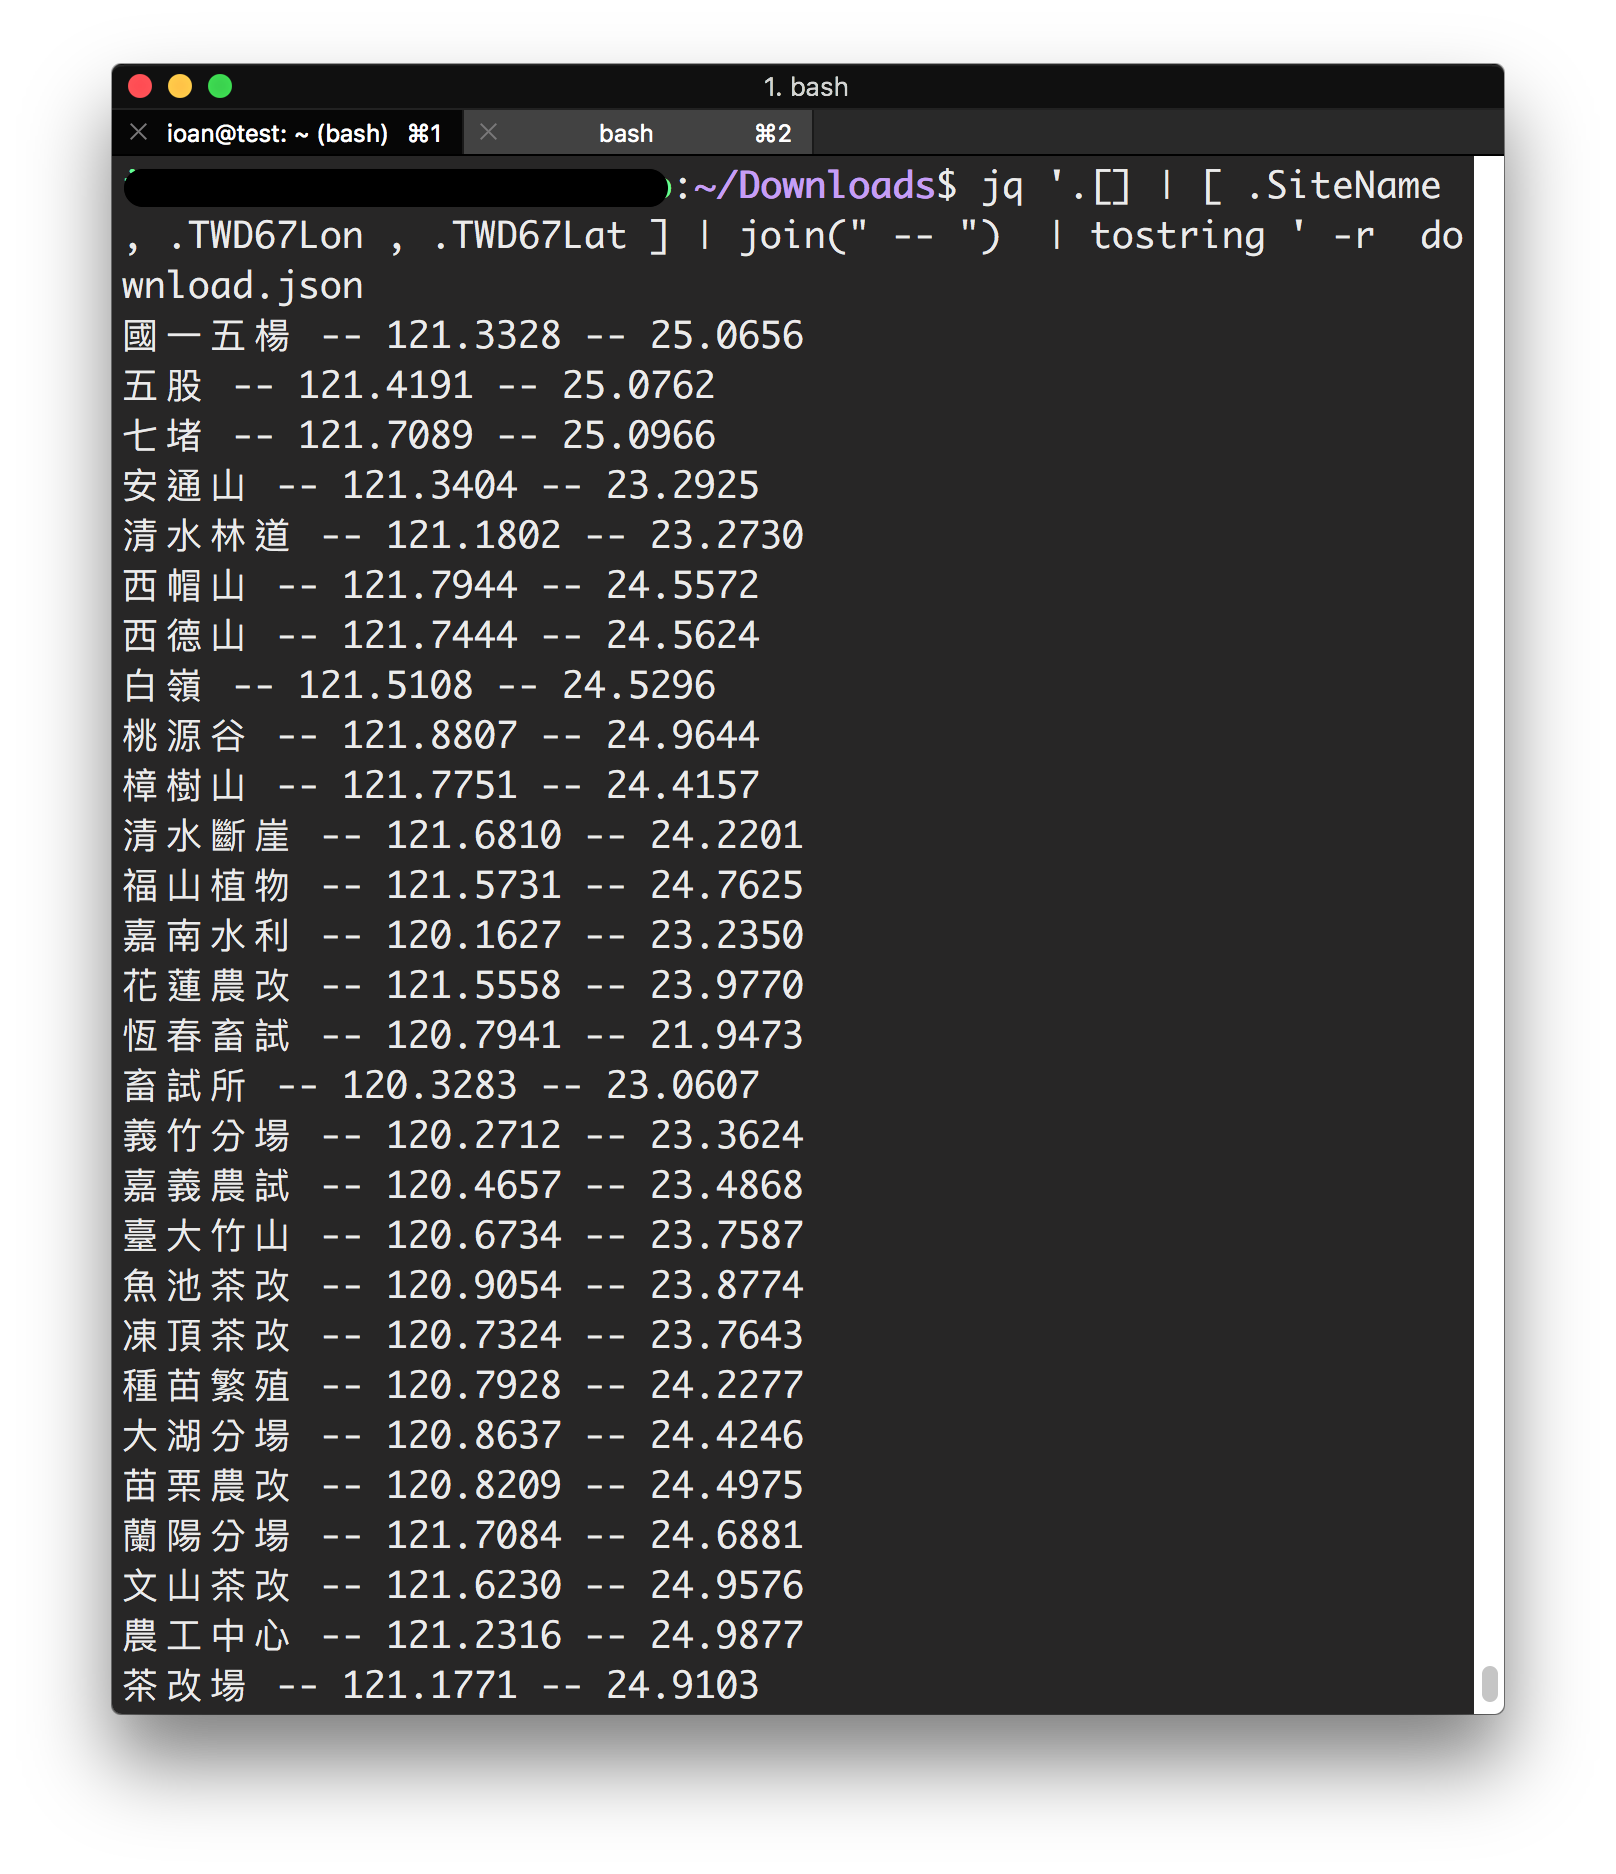 1. bash
ioan@test: ~ (bash) ⌘1 bash ⌘2
:~/Downloads$ jq '.[] | [ .SiteName
, .TWD67Lon , .TWD67Lat ] | join(" -- ")  | tostring ' -r  do
wnload.json
國一五楊 -- 121.3328 -- 25.0656
五股 -- 121.4191 -- 25.0762
七堵 -- 121.7089 -- 25.0966
安通山 -- 121.3404 -- 23.2925
清水林道 -- 121.1802 -- 23.2730
西帽山 -- 121.7944 -- 24.5572
西德山 -- 121.7444 -- 24.5624
白嶺 -- 121.5108 -- 24.5296
桃源谷 -- 121.8807 -- 24.9644
樟樹山 -- 121.7751 -- 24.4157
清水斷崖 -- 121.6810 -- 24.2201
福山植物 -- 121.5731 -- 24.7625
嘉南水利 -- 120.1627 -- 23.2350
花蓮農改 -- 121.5558 -- 23.9770
恆春畜試 -- 120.7941 -- 21.9473
畜試所 -- 120.3283 -- 23.0607
義竹分場 -- 120.2712 -- 23.3624
嘉義農試 -- 120.4657 -- 23.4868
臺大竹山 -- 120.6734 -- 23.7587
魚池茶改 -- 120.9054 -- 23.8774
凍頂茶改 -- 120.7324 -- 23.7643
種苗繁殖 -- 120.7928 -- 24.2277
大湖分場 -- 120.8637 -- 24.4246
苗栗農改 -- 120.8209 -- 24.4975
蘭陽分場 -- 121.7084 -- 24.6881
文山茶改 -- 121.6230 -- 24.9576
農工中心 -- 121.2316 -- 24.9877
茶改場 -- 121.1771 -- 24.9103